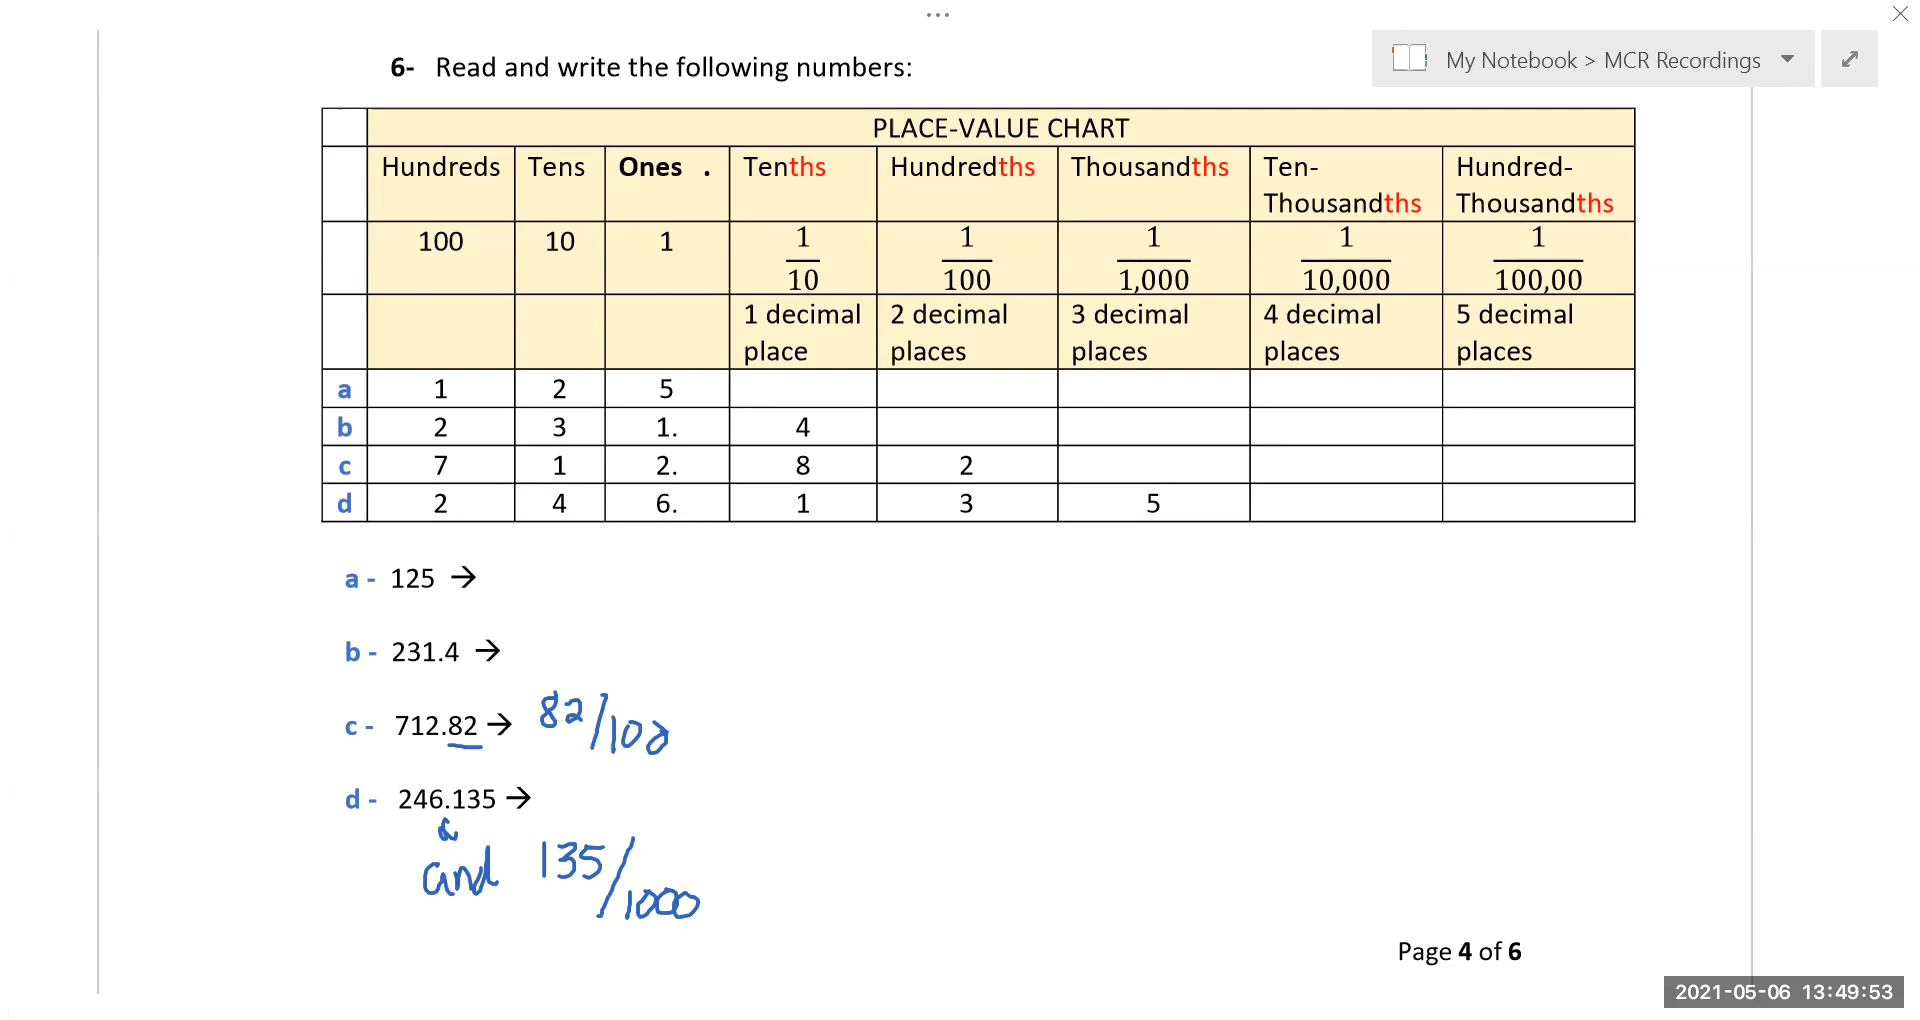 6- Read and write the following numbers:
My Notebook > MCR Recordings
PLACE-VALUE CHART
Hundreds Tens Ones . Tenths Hundredths Thousandths Ten-Thousandths Hundred-Thousandths
100 10 1 1/10 1/100 1/1,000 1/10,000 1/100,00
1 decimal place 2 decimal places 3 decimal places 4 decimal places 5 decimal places
a 1 2 5
b 2 3 1. 4
c 7 1 2. 8 2
d 2 4 6. 1 3 5
a - 125 →
b - 231.4 →
c - 712.82 → 82/100
d - 246.135 →
and 135/1000
Page 4 of 6
2021-05-06 13:49:53